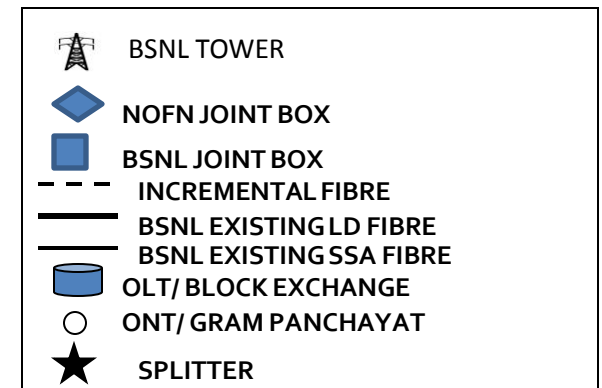 BSNL TOWER
NOFN JOINT BOX
BSNL JOINT BOX
INCREMENTAL FIBRE
BSNL EXISTING LD FIBRE
BSNL EXISTING SSA FIBRE
OLT/ BLOCK EXCHANGE
ONT/ GRAM PANCHAYAT
SPLITTER